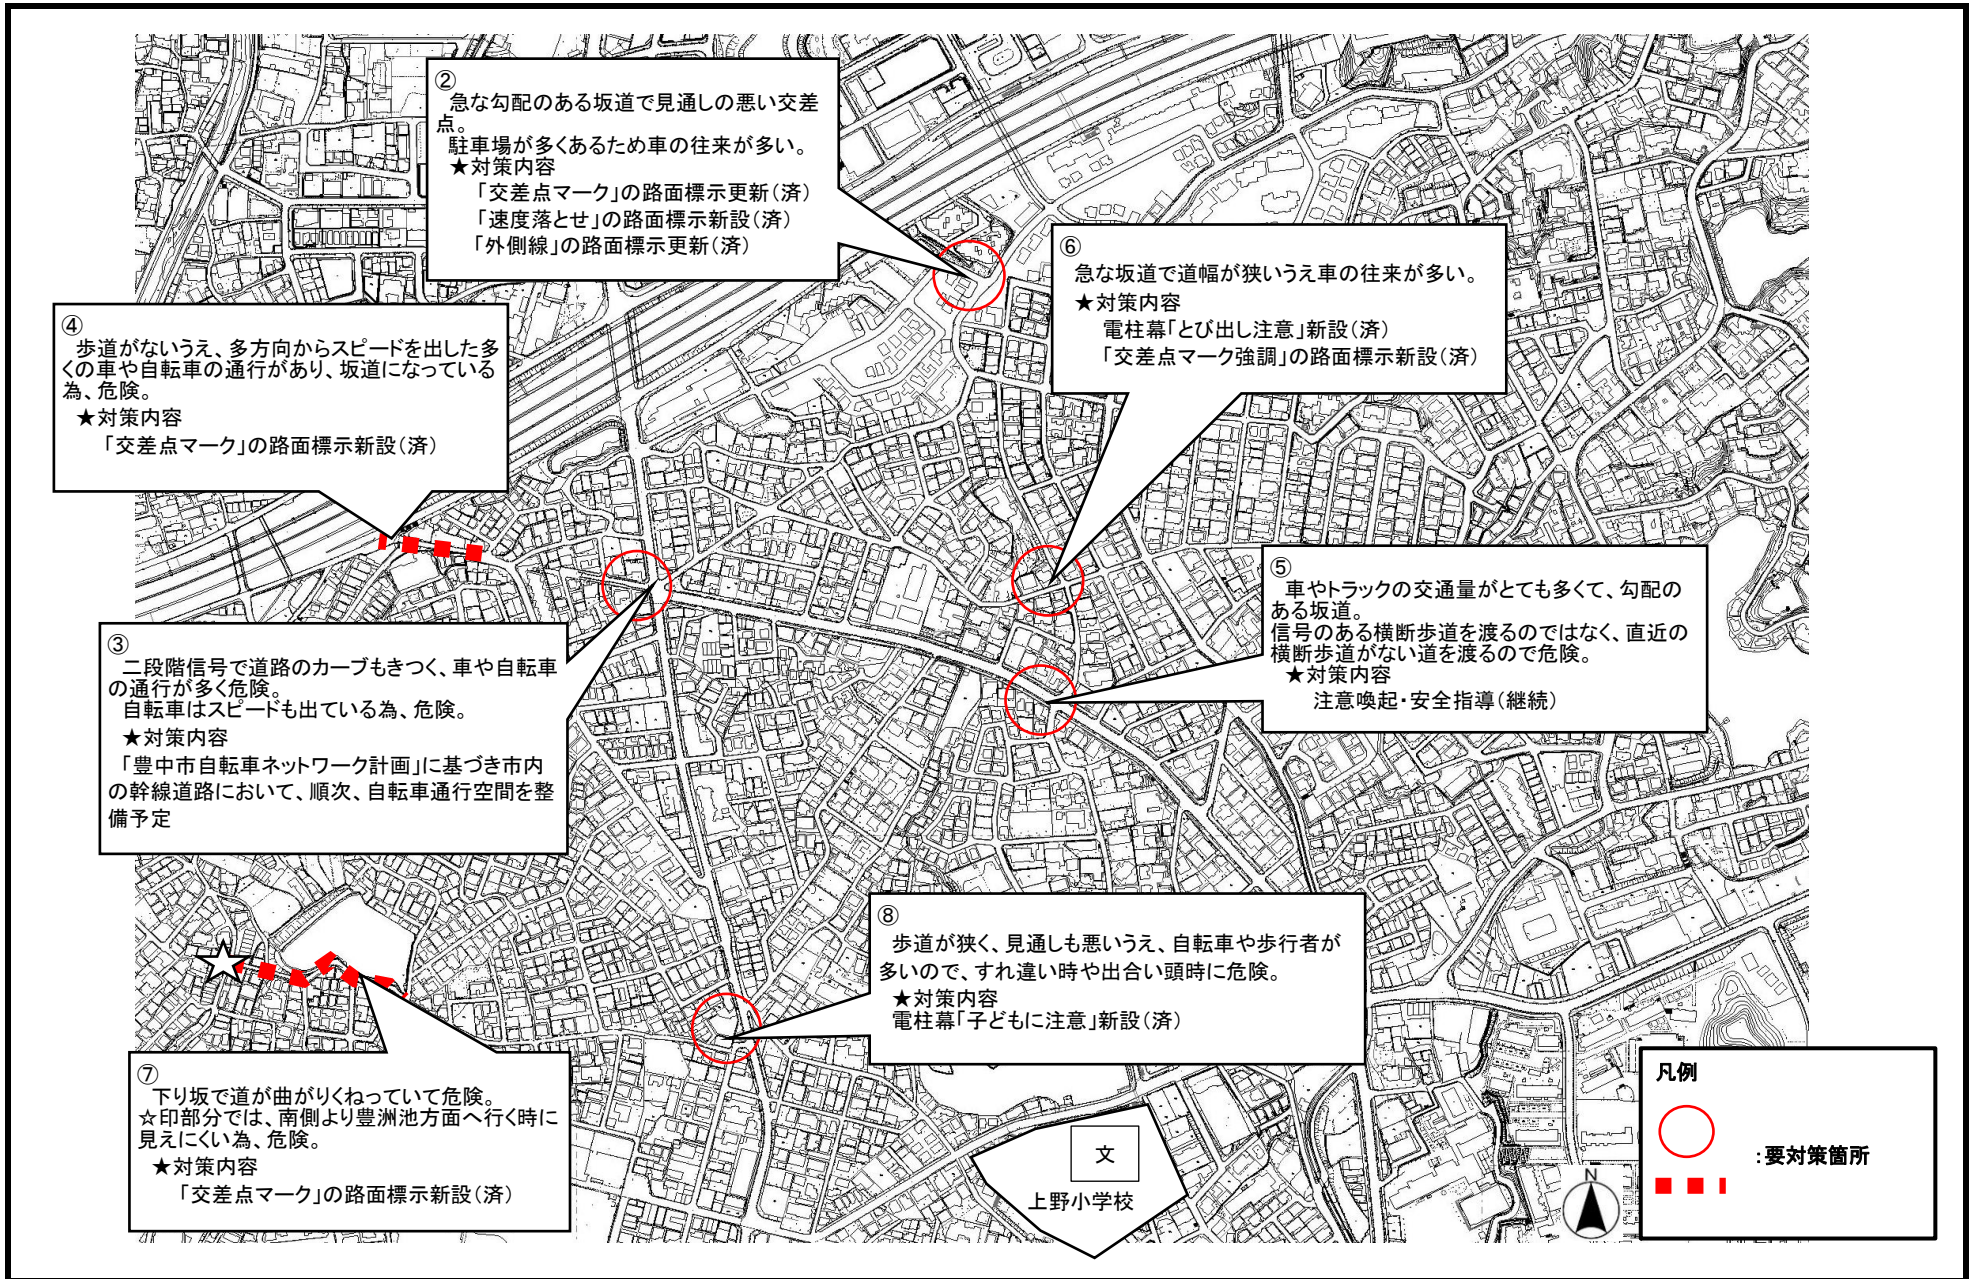 ②
急な勾配のある坂道で見通しの悪い交差
点。
駐車場が多くあるため車の往来が多い。
★対策内容
「交差点マーク」の路面標示更新(済)
「速度落とせ」の路面標示新設(済)
「外側線」の路面標示更新(済)
⑥
急な坂道で道幅が狭いうえ車の往来が多い。
★対策内容
電柱幕「とび出し注意」新設(済)
「交差点マーク強調」の路面標示新設(済)
④
歩道がないうえ、多方向からスピードを出した多
くの車や自転車の通行があり、坂道になっている
為、危険。
★対策内容
「交差点マーク」の路面標示新設(済)
⑤
車やトラックの交通量がとても多くて、勾配の
ある坂道。
信号のある横断歩道を渡るのではなく、直近の
横断歩道がない道を渡るので危険。
★対策内容
注意喚起・安全指導(継続)
③
二段階信号で道路のカーブもきつく、車や自転車
の通行が多く危険。
自転車はスピードも出ている為、危険。
★対策内容
「豊中市自転車ネットワーク計画」に基づき市内
の幹線道路において、順次、自転車通行空間を整
備予定
⑧
歩道が狭く、見通しも悪いうえ、自転車や歩行者が
多いので、すれ違い時や出合い頭時に危険。
★対策内容
電柱幕「子どもに注意」新設(済)
⑦
下り坂で道が曲がりくねっていて危険。
☆印部分では、南側より豊洲池方面へ行く時に
見えにくい為、危険。
★対策内容
「交差点マーク」の路面標示新設(済)
文
上野小学校
N
凡例
:要対策箇所